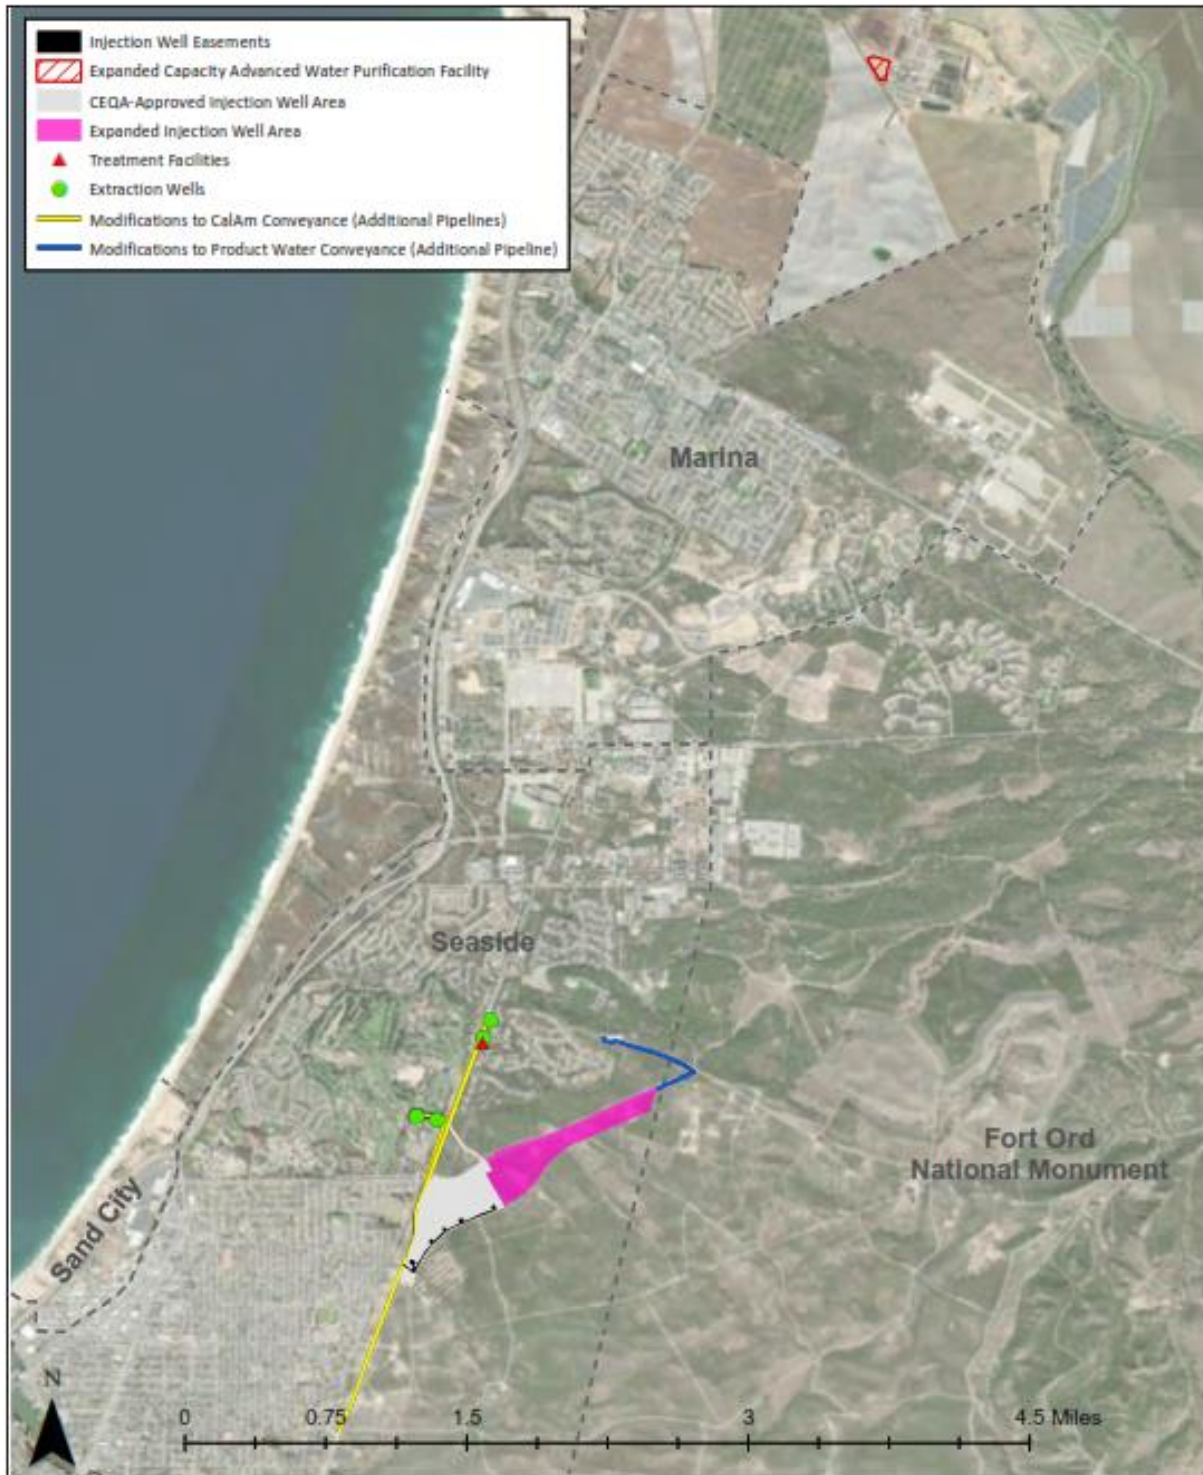 Injection Well Easements
Expanded Capacity Advanced Water Purification Facility
CEQA-Approved Injection Well Area
Expanded Injection Well Area
Treatment Facilities
Extraction Wells
Modifications to CalAm Conveyance (Additional Pipelines)
Modifications to Product Water Conveyance (Additional Pipeline)
Marina
Seaside
Fort Ord
National Monument
Sand City
N
0 0.75 1.5 3 4.5 Miles